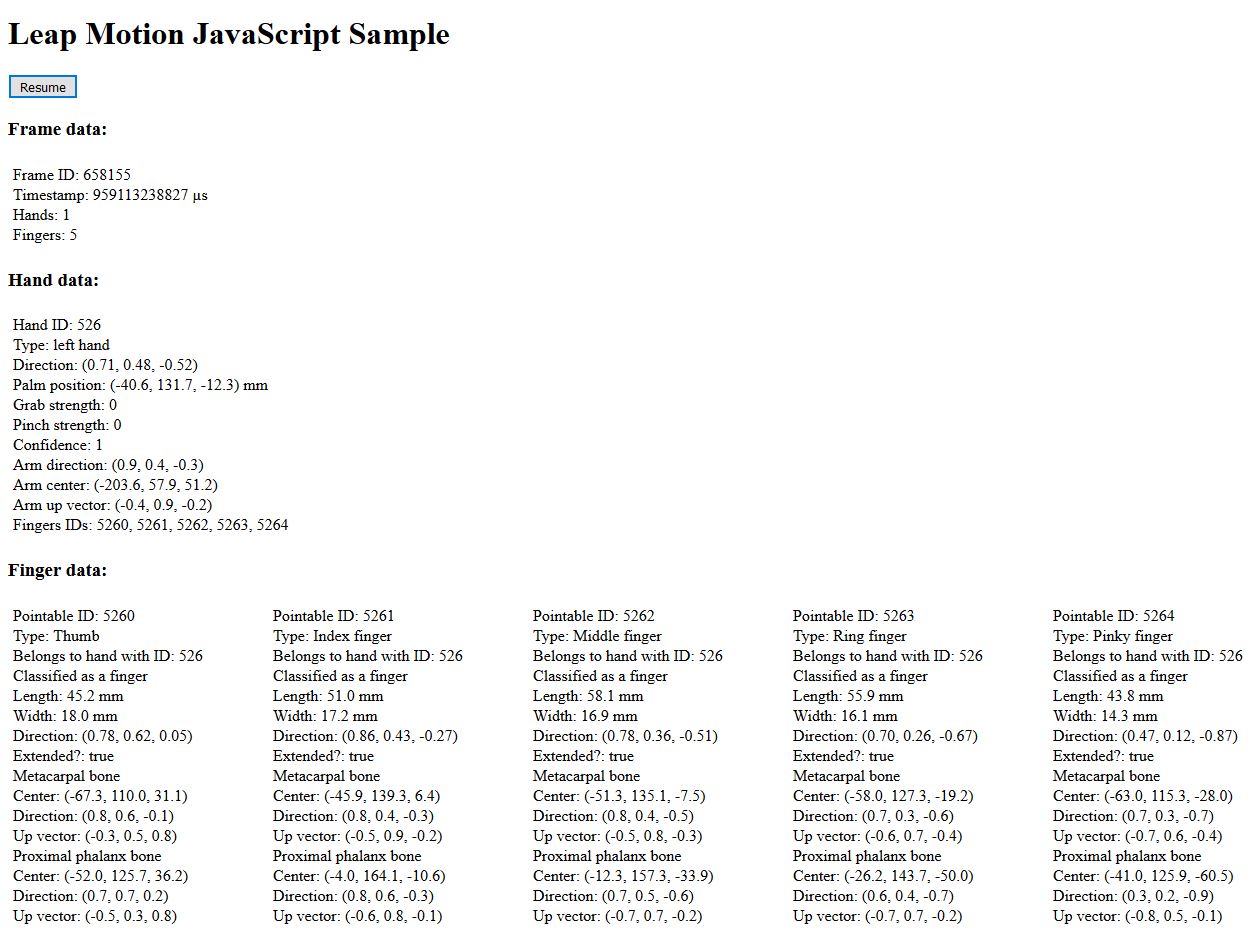 Leap Motion JavaScript Sample
Resume
Frame data:
Frame ID: 658155
Timestamp: 959113238827 µs
Hands: 1
Fingers: 5
Hand data:
Hand ID: 526
Type: left hand
Direction: (0.71, 0.48, -0.52)
Palm position: (-40.6, 131.7, -12.3) mm
Grab strength: 0
Pinch strength: 0
Confidence: 1
Arm direction: (0.9, 0.4, -0.3)
Arm center: (-203.6, 57.9, 51.2)
Arm up vector: (-0.4, 0.9, -0.2)
Fingers IDs: 5260, 5261, 5262, 5263, 5264
Finger data:
Pointable ID: 5260
Type: Thumb
Belongs to hand with ID: 526
Classified as a finger
Length: 45.2 mm
Width: 18.0 mm
Direction: (0.78, 0.62, 0.05)
Extended?: true
Metacarpal bone
Center: (-67.3, 110.0, 31.1)
Direction: (0.8, 0.6, -0.1)
Up vector: (-0.3, 0.5, 0.8)
Proximal phalanx bone
Center: (-52.0, 125.7, 36.2)
Direction: (0.7, 0.7, 0.2)
Up vector: (-0.5, 0.3, 0.8)
Pointable ID: 5261
Type: Index finger
Belongs to hand with ID: 526
Classified as a finger
Length: 51.0 mm
Width: 17.2 mm
Direction: (0.86, 0.43, -0.27)
Extended?: true
Metacarpal bone
Center: (-45.9, 139.3, 6.4)
Direction: (0.8, 0.4, -0.3)
Up vector: (-0.5, 0.9, -0.2)
Proximal phalanx bone
Center: (-4.0, 164.1, -10.6)
Direction: (0.8, 0.6, -0.3)
Up vector: (-0.6, 0.8, -0.1)
Pointable ID: 5262
Type: Middle finger
Belongs to hand with ID: 526
Classified as a finger
Length: 58.1 mm
Width: 16.9 mm
Direction: (0.78, 0.36, -0.51)
Extended?: true
Metacarpal bone
Center: (-51.3, 135.1, -7.5)
Direction: (0.8, 0.4, -0.5)
Up vector: (-0.5, 0.8, -0.3)
Proximal phalanx bone
Center: (-12.3, 157.3, -33.9)
Direction: (0.7, 0.5, -0.6)
Up vector: (-0.7, 0.7, -0.2)
Pointable ID: 5263
Type: Ring finger
Belongs to hand with ID: 526
Classified as a finger
Length: 55.9 mm
Width: 16.1 mm
Direction: (0.70, 0.26, -0.67)
Extended?: true
Metacarpal bone
Center: (-58.0, 127.3, -19.2)
Direction: (0.7, 0.3, -0.6)
Up vector: (-0.6, 0.7, -0.4)
Proximal phalanx bone
Center: (-26.2, 143.7, -50.0)
Direction: (0.6, 0.4, -0.7)
Up vector: (-0.7, 0.7, -0.2)
Pointable ID: 5264
Type: Pinky finger
Belongs to hand with ID: 526
Classified as a finger
Length: 43.8 mm
Width: 14.3 mm
Direction: (0.47, 0.12, -0.87)
Extended?: true
Metacarpal bone
Center: (-63.0, 115.3, -28.0)
Direction: (0.7, 0.3, -0.7)
Up vector: (-0.7, 0.6, -0.4)
Proximal phalanx bone
Center: (-41.0, 125.9, -60.5)
Direction: (0.3, 0.2, -0.9)
Up vector: (-0.8, 0.5, -0.1)